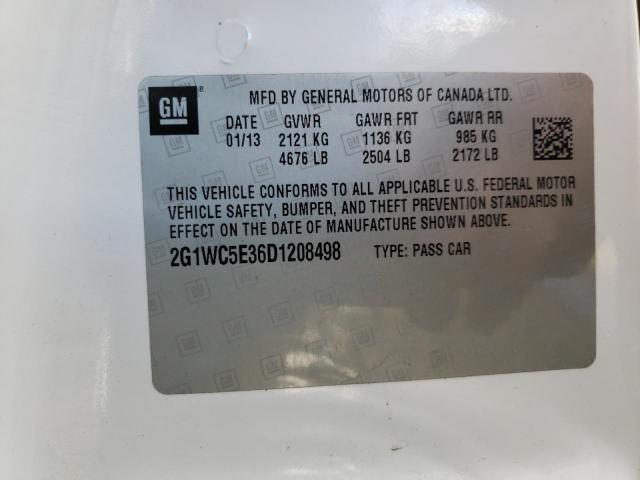 GM
MFD BY GENERAL MOTORS OF CANADA LTD.
DATE GVWR GAWR FRT GAWR RR
01/13 2121 KG 1136 KG 985 KG
4676 LB 2504 LB 2172 LB
THIS VEHICLE CONFORMS TO ALL APPLICABLE U.S. FEDERAL MOTOR
VEHICLE SAFETY, BUMPER, AND THEFT PREVENTION STANDARDS IN
EFFECT ON THE DATE OF MANUFACTURE SHOWN ABOVE.
2G1WC5E36D1208498 TYPE: PASS CAR